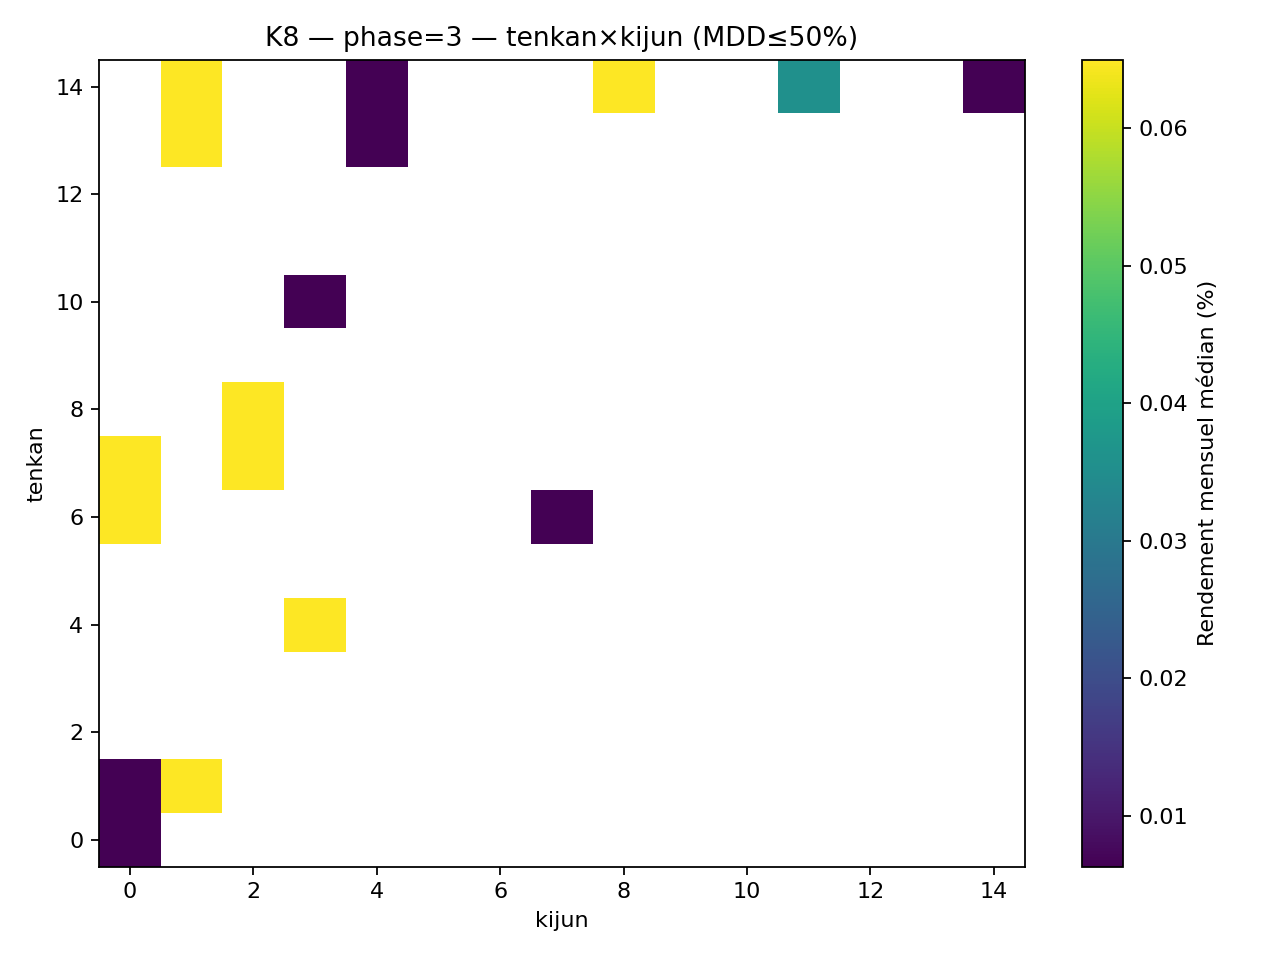 K8 — phase=3 — tenkan×kijun (MDD≤50%)
14
12
10
8
6
4
2
0
tenkan
0 2 4 6 8 10 12 14
kijun
0.06
0.05
0.04
0.03
0.02
0.01
Rendement mensuel médian (%)